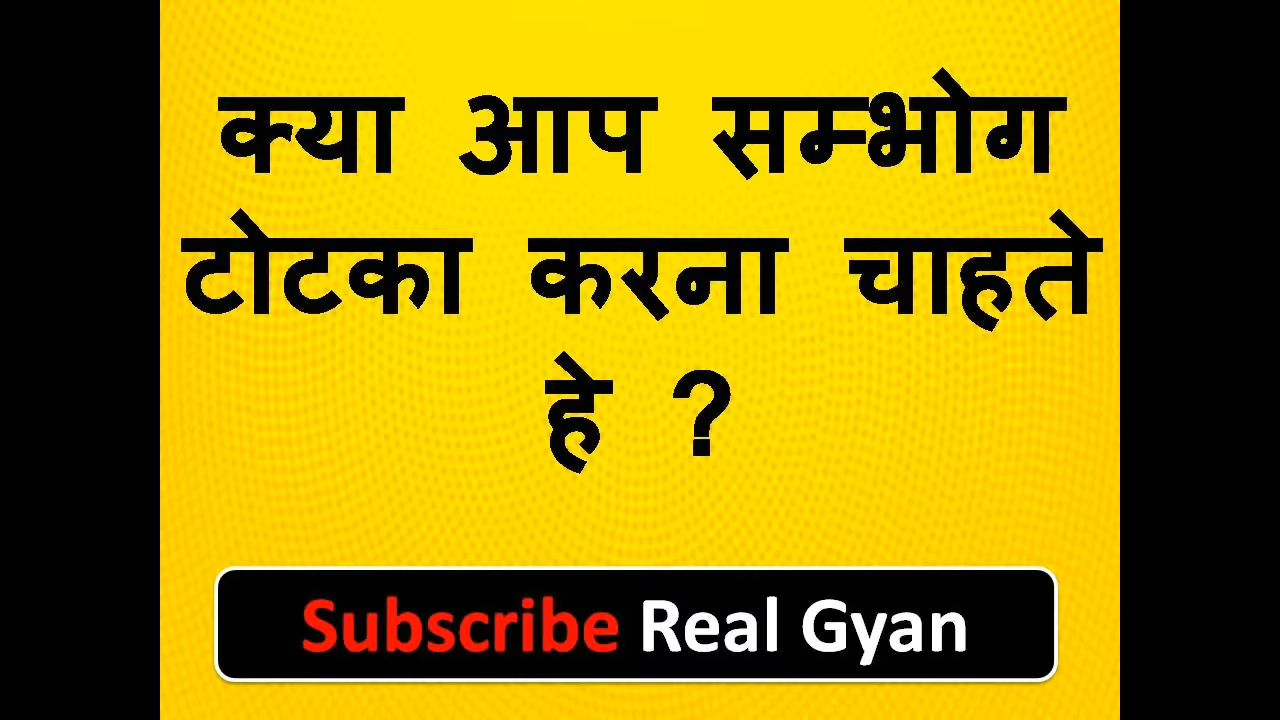 क्या आप सम्भोग
टोटका करना चाहते
हे ?
Subscribe Real Gyan